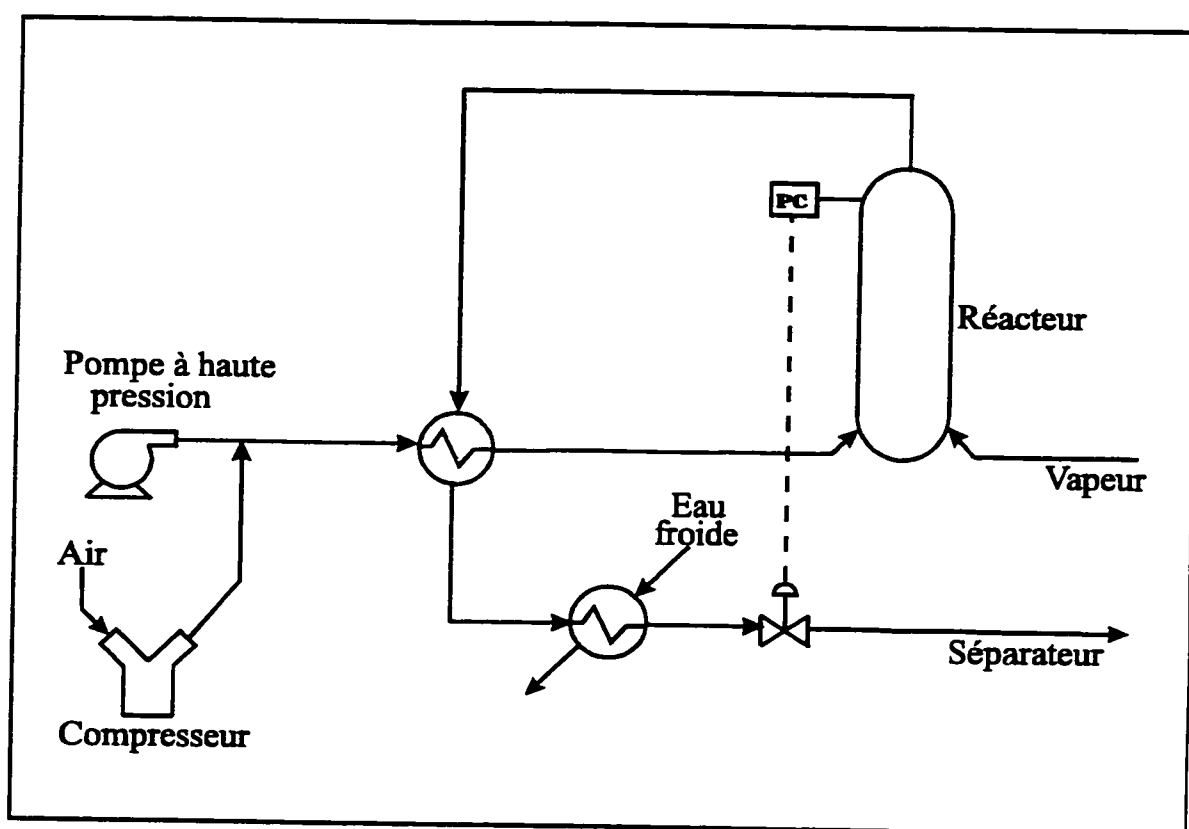 PC
Réacteur
Pompe à haute
pression
Vapeur
Eau
froide
Air
Séparateur
Compresseur